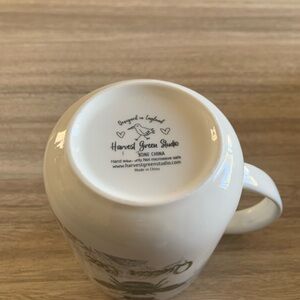 Designed in England
Harvest Green Studio
BONE CHINA
Hand wash only Not microwave safe
www.harvestgreenstudio.com
Made in China